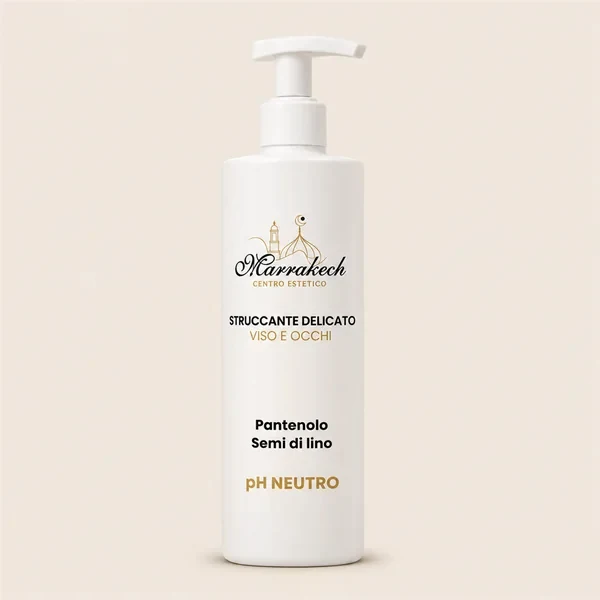 Marrakech
CENTRO ESTETICO
STRUCCANTE DELICATO
VISO E OCCHI
Pantenolo
Semi di lino
pH NEUTRO